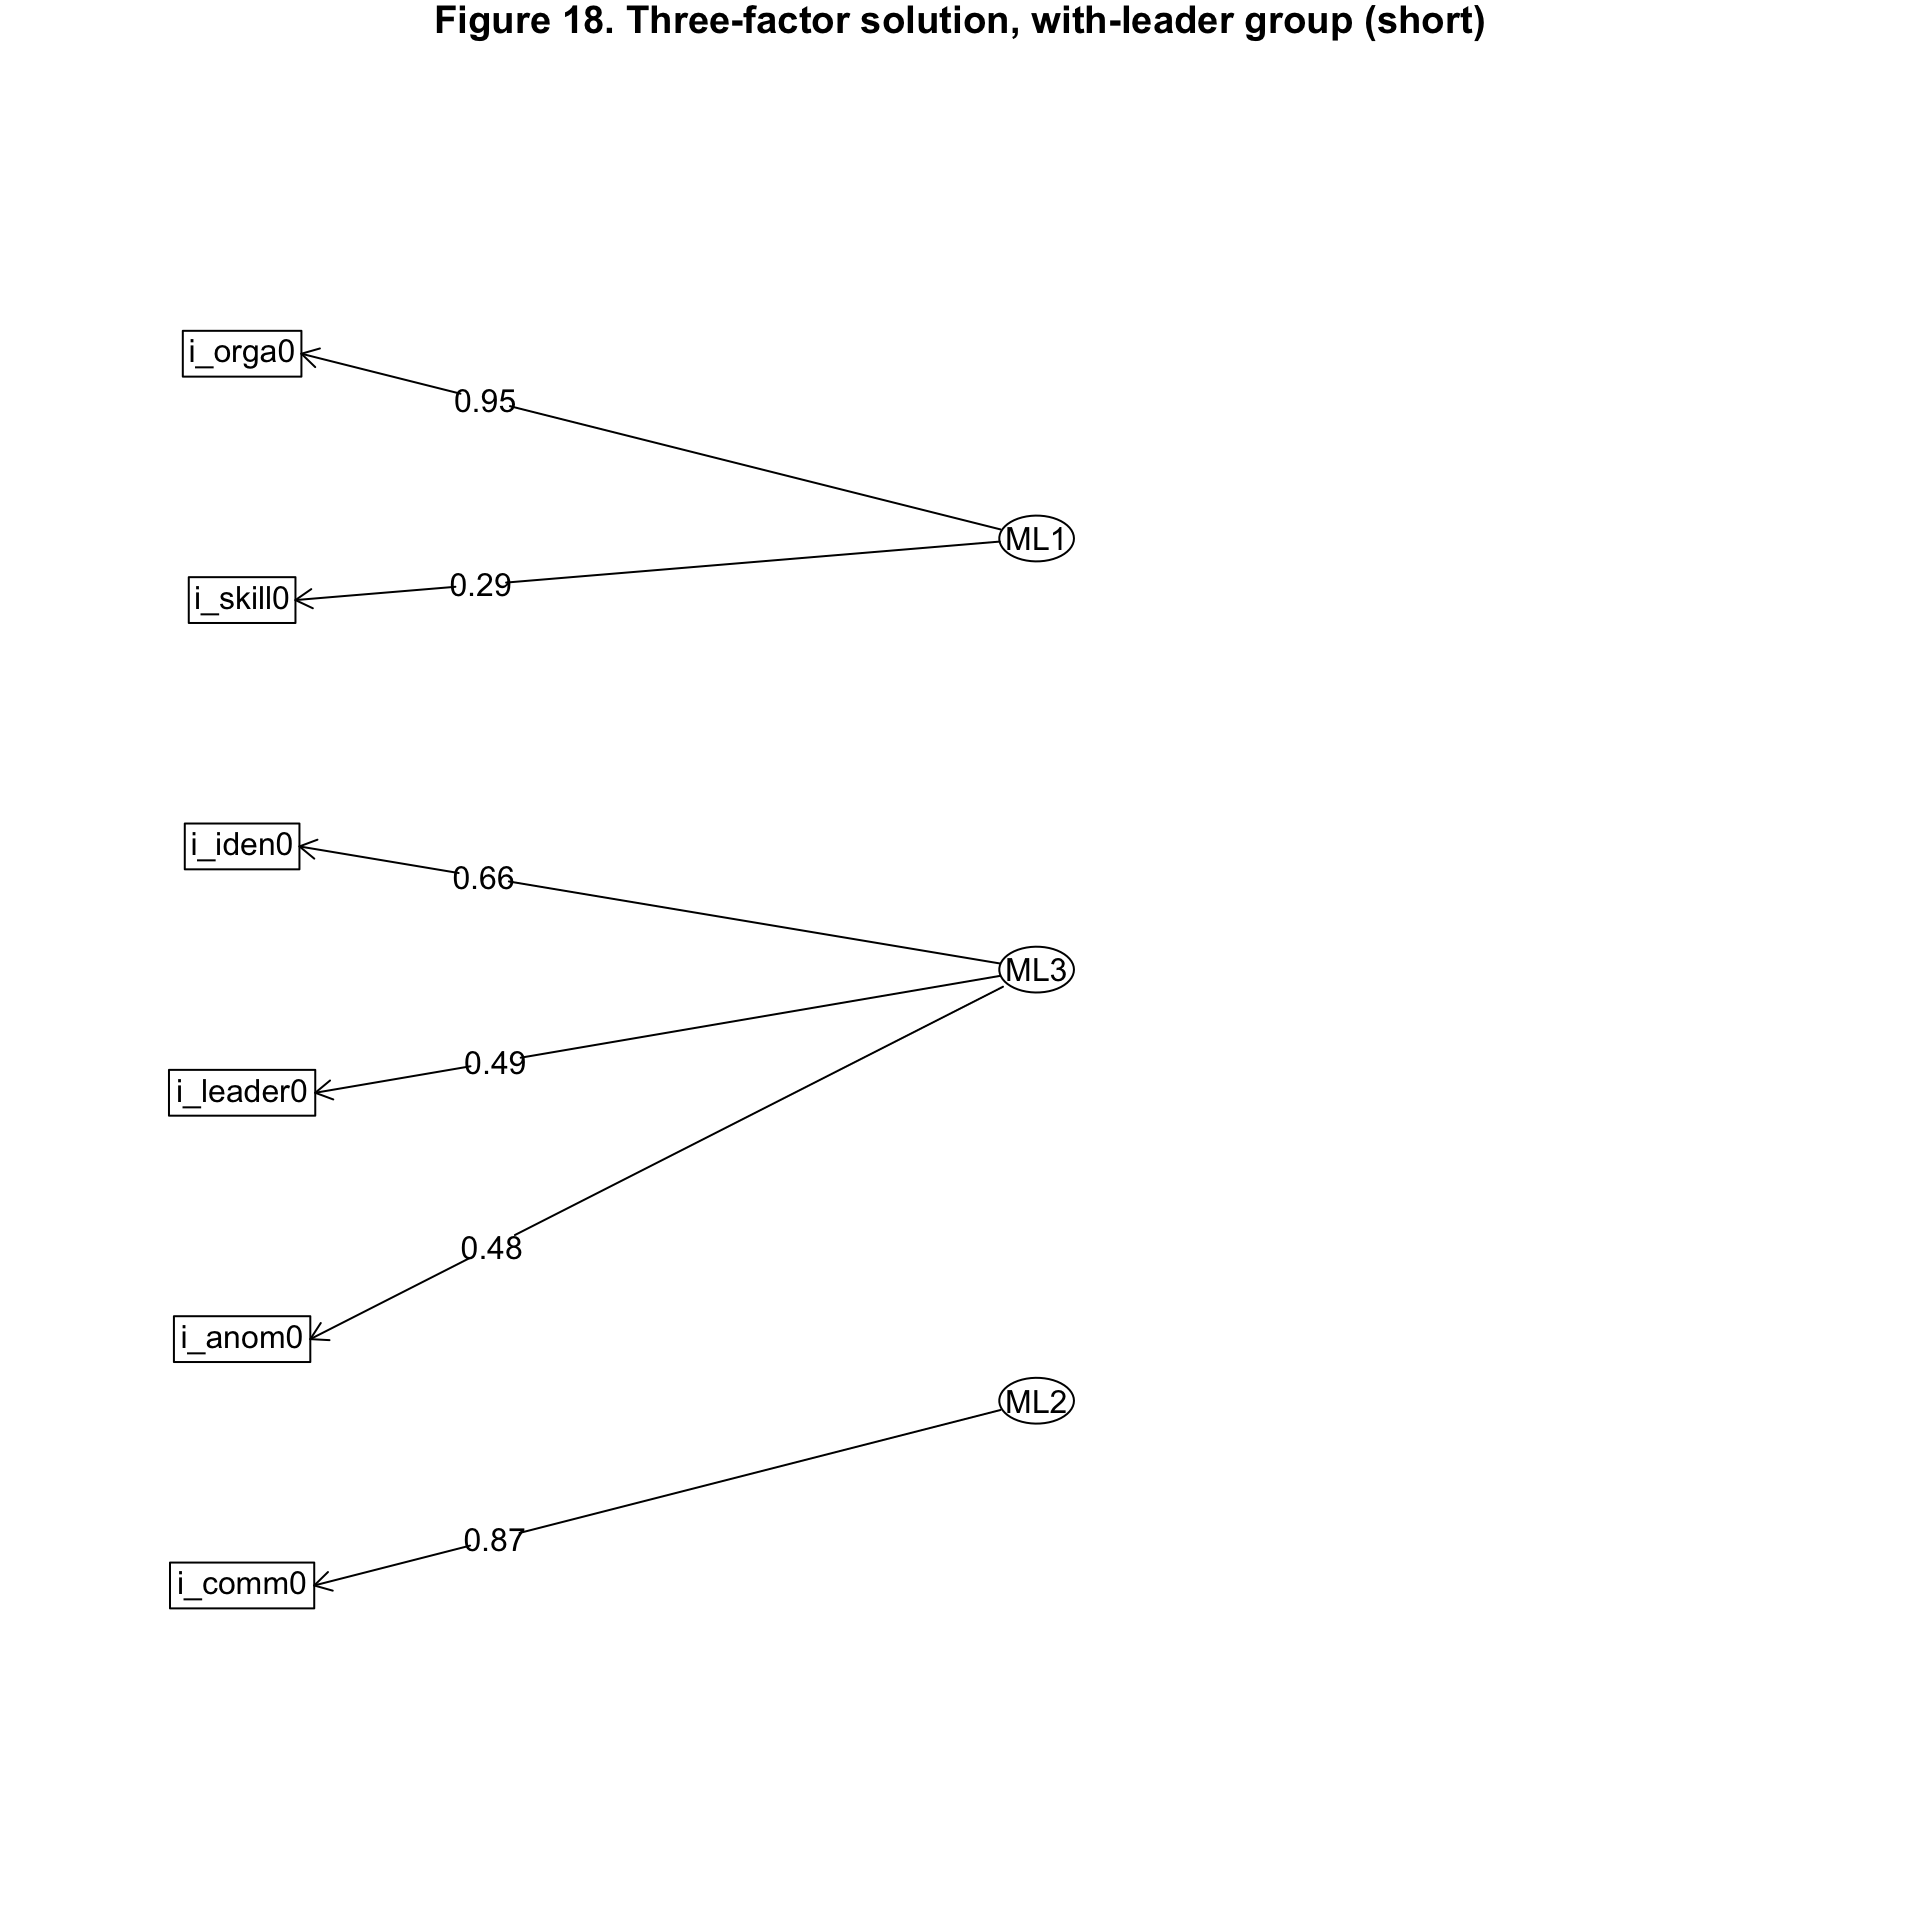 Figure 18. Three-factor solution, with-leader group (short)
i_orga0
0.95
ML1
i_skill0
0.29
i_iden0
0.66
ML3
i_leader0
0.49
i_anom0
0.48
ML2
i_comm0
0.87